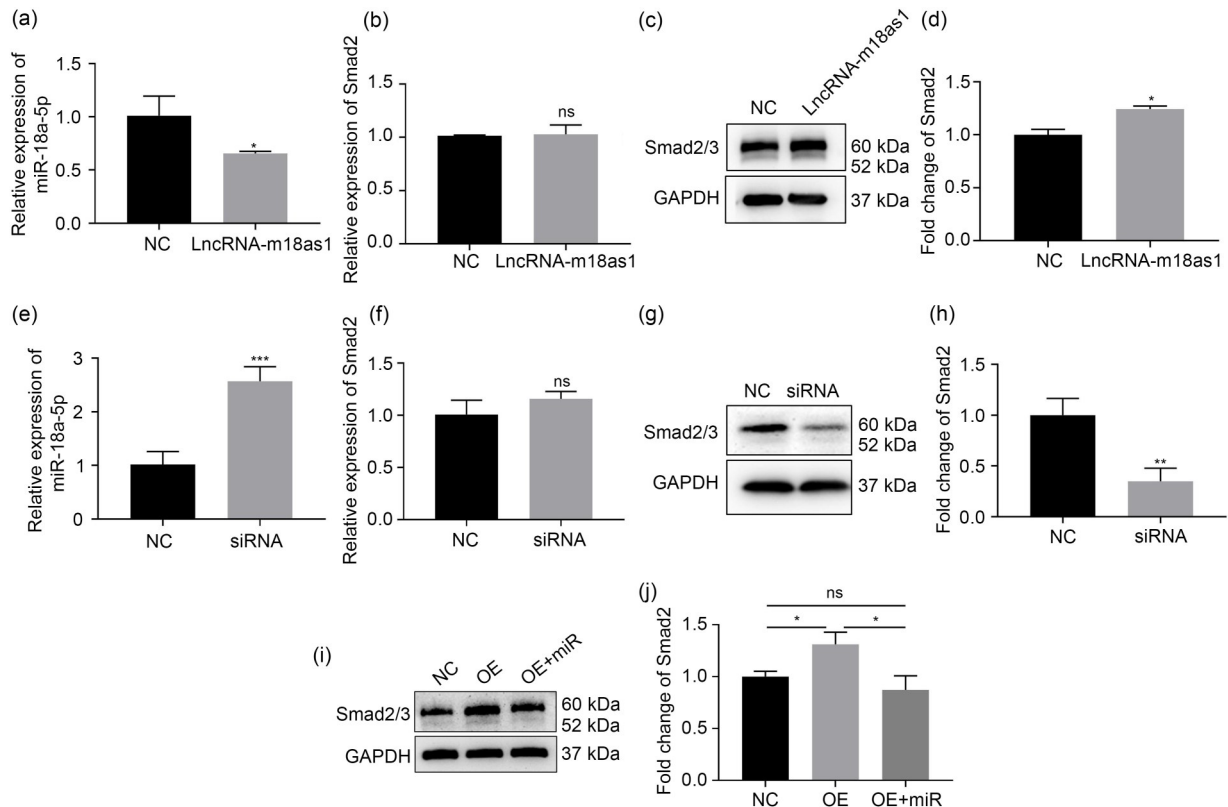 (a)
Relative expression of
miR-18a-5p
1.5
1.0
0.5
0.0
*
NC
LncRNA-m18as1
(b)
Relative expression of Smad2
1.5
1.0
0.5
0.0
ns
NC
LncRNA-m18as1
(c)
NC
LncRNA-m18as1
Smad2/3
60 kDa
52 kDa
GAPDH
37 kDa
(d)
Fold change of Smad2
1.5
1.0
0.5
0.0
*
NC
LncRNA-m18as1
(e)
Relative expression of
miR-18a-5p
3
2
1
0
***
NC
siRNA
(f)
Relative expression of Smad2
1.5
1.0
0.5
0.0
ns
NC
siRNA
(g)
NC
siRNA
Smad2/3
60 kDa
52 kDa
GAPDH
37 kDa
(h)
Fold change of Smad2
1.5
1.0
0.5
0.0
**
NC
siRNA
(i)
NC
OE
OE+miR
Smad2/3
60 kDa
52 kDa
GAPDH
37 kDa
(j)
Fold change of Smad2
1.5
1.0
0.5
0.0
ns
*
*
NC
OE
OE+miR